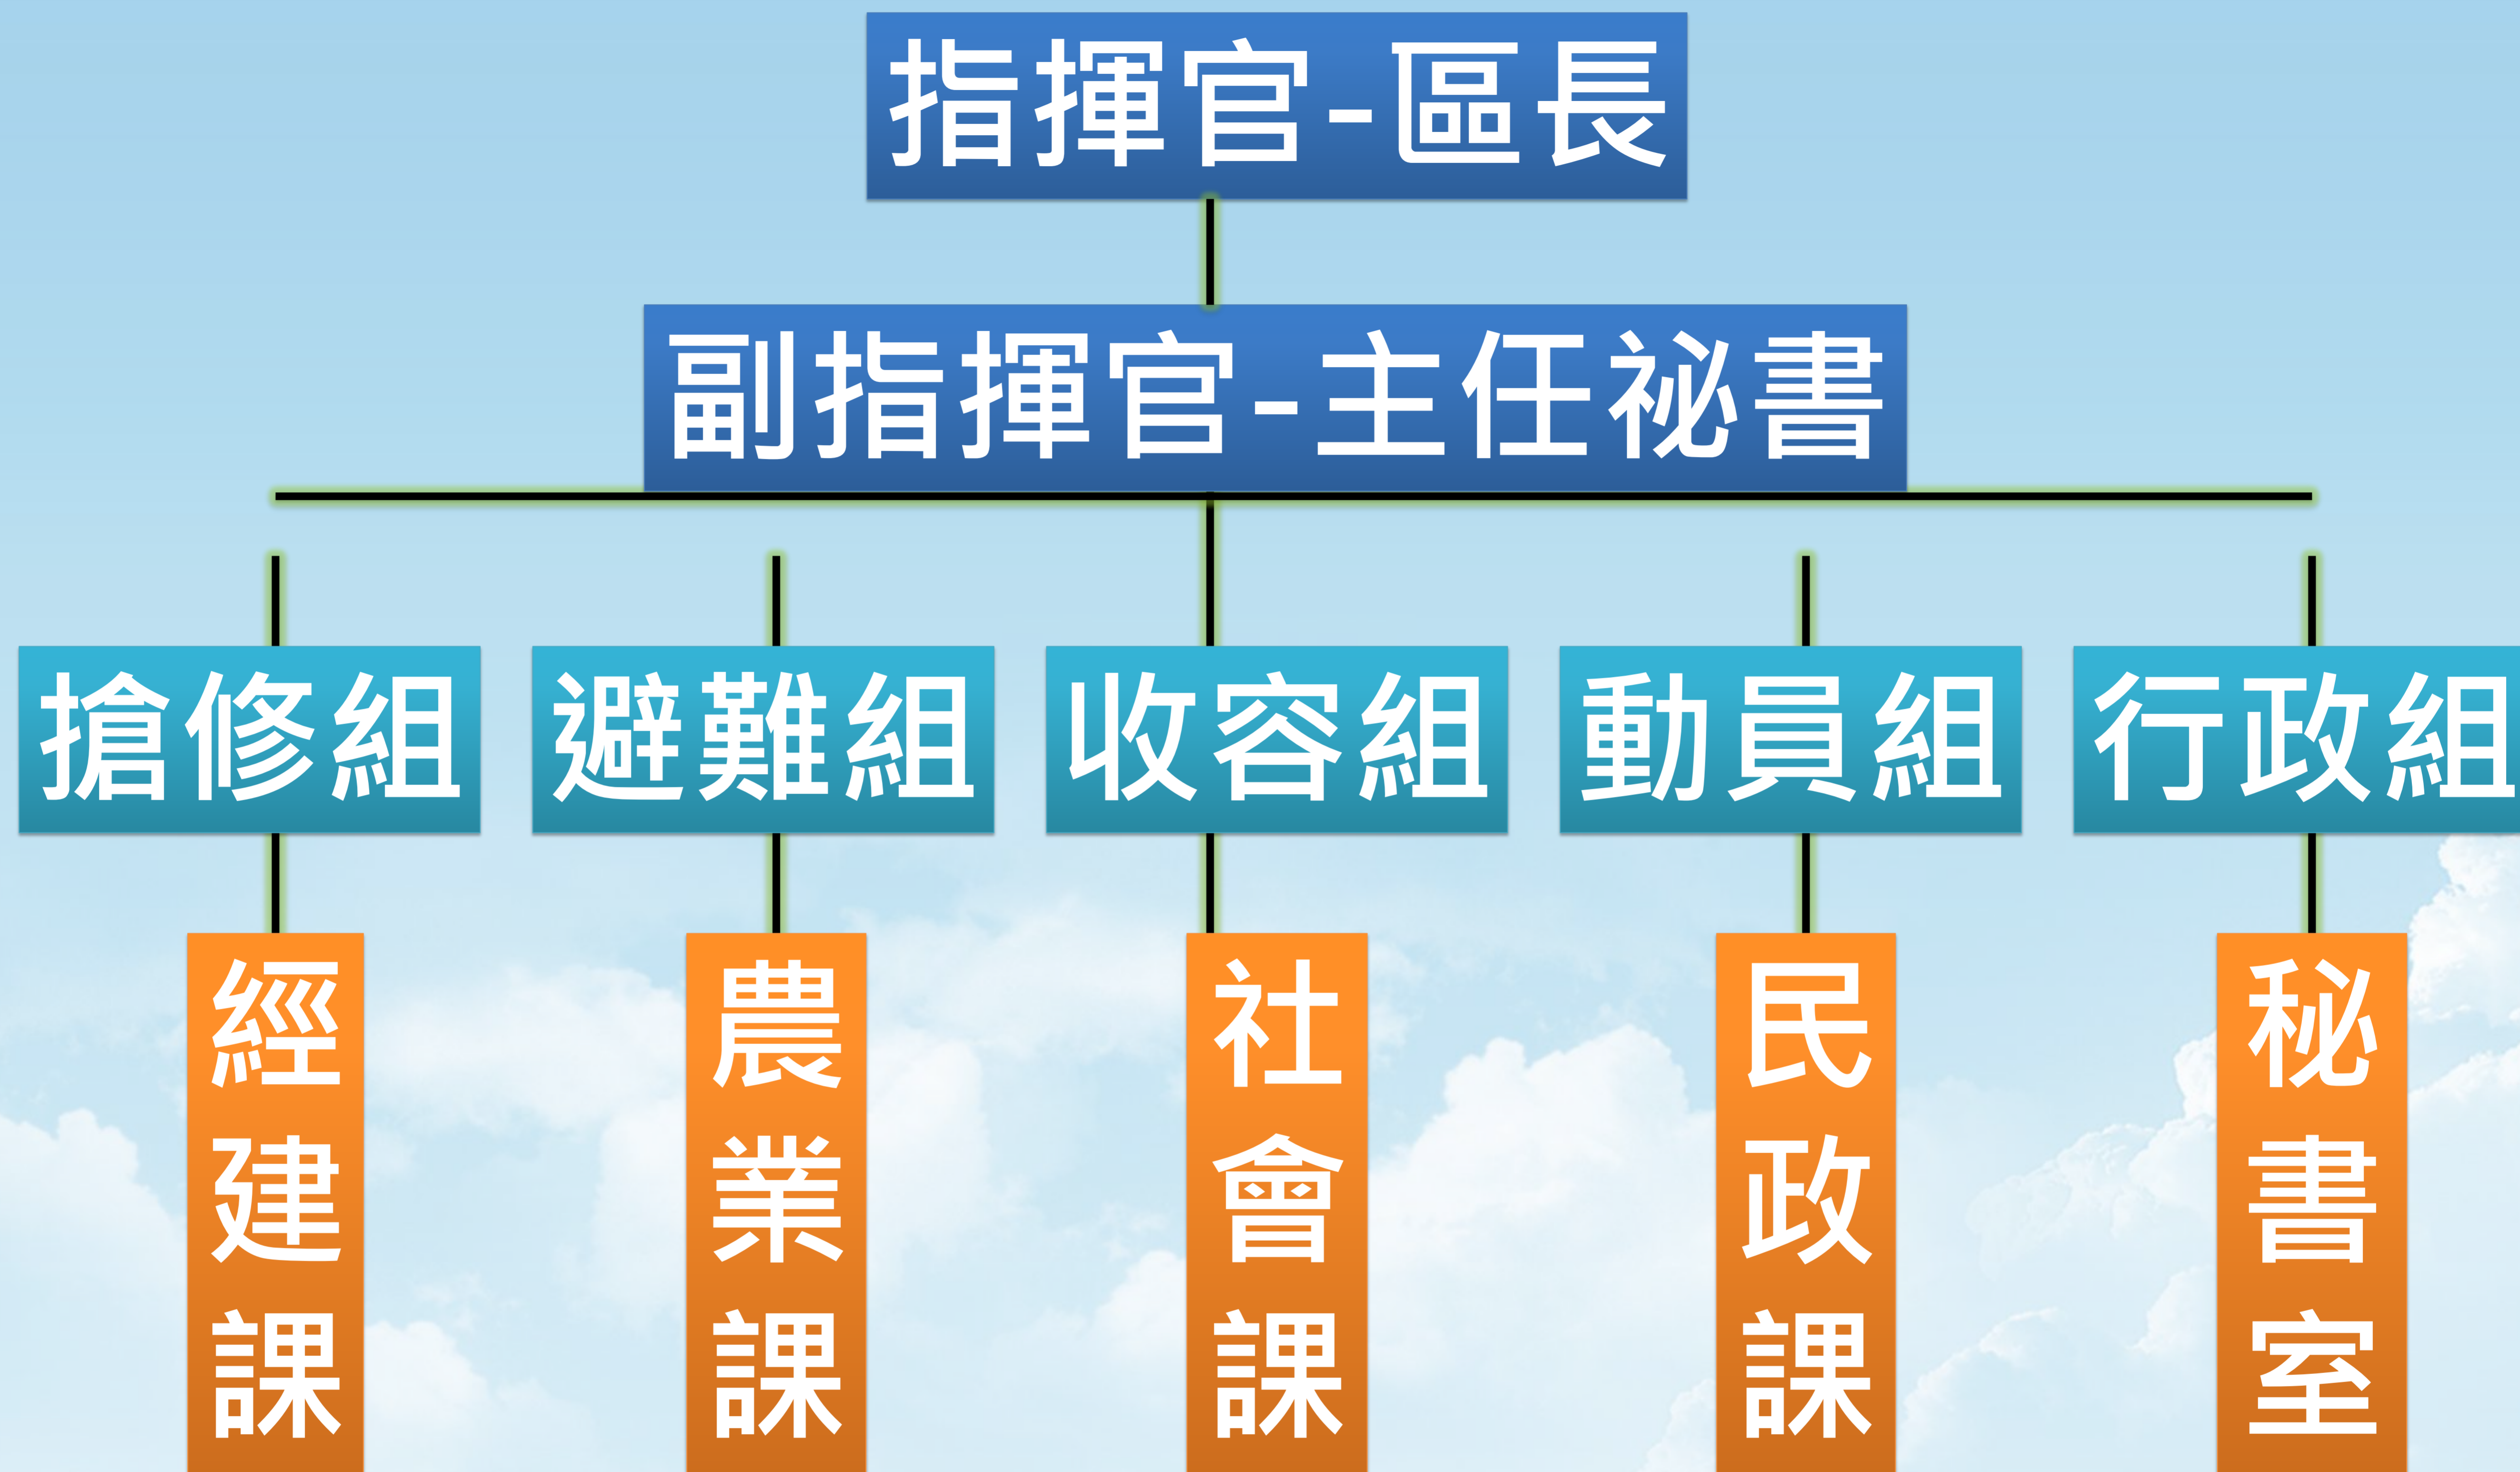 指揮官-區長
副指揮官-主任祕書
搶修組
避難組
收容組
動員組
行政組
經建課
農業課
社會課
民政課
秘書室